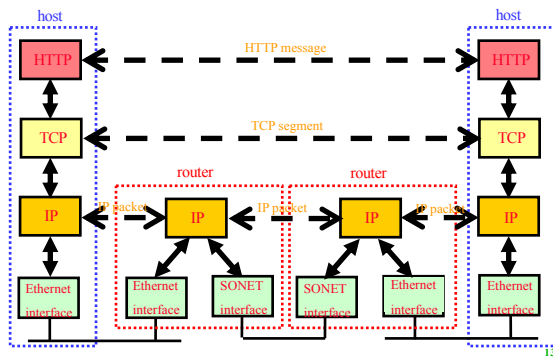 host
host
HTTP
HTTP message
HTTP
TCP
TCP segment
TCP
router
router
IP
IP packet
IP
IP packet
IP
IP packet
IP
Ethernet
interface
Ethernet
interface
SONET
interface
SONET
interface
Ethernet
interface
Ethernet
interface